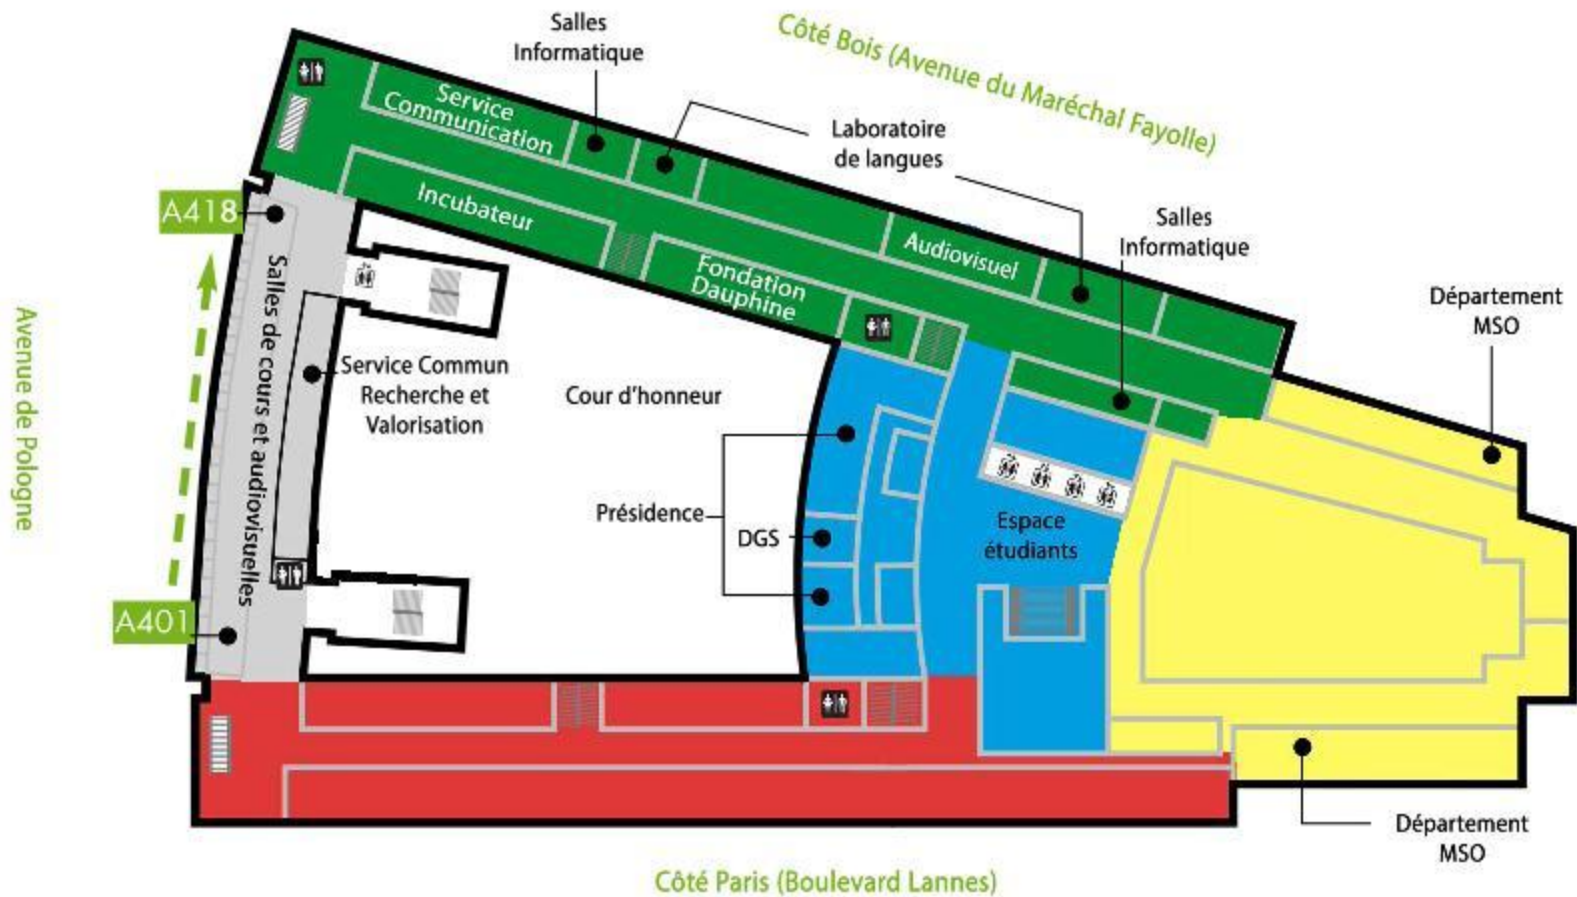 Salles
Informatique
Côté Bois (Avenue du Maréchal Fayolle)
Service
Communication
Laboratoire
de langues
Incubateur
A418
Salles
Informatique
Audiovisuel
Fondation
Dauphine
Département
MSO
Avenue de Pologne
Salles de cours et audiovisuelles
Service Commun
Recherche et
Valorisation
Cour d'honneur
Présidence
DGS
Espace
étudiants
A401
Département
MSO
Côté Paris (Boulevard Lannes)